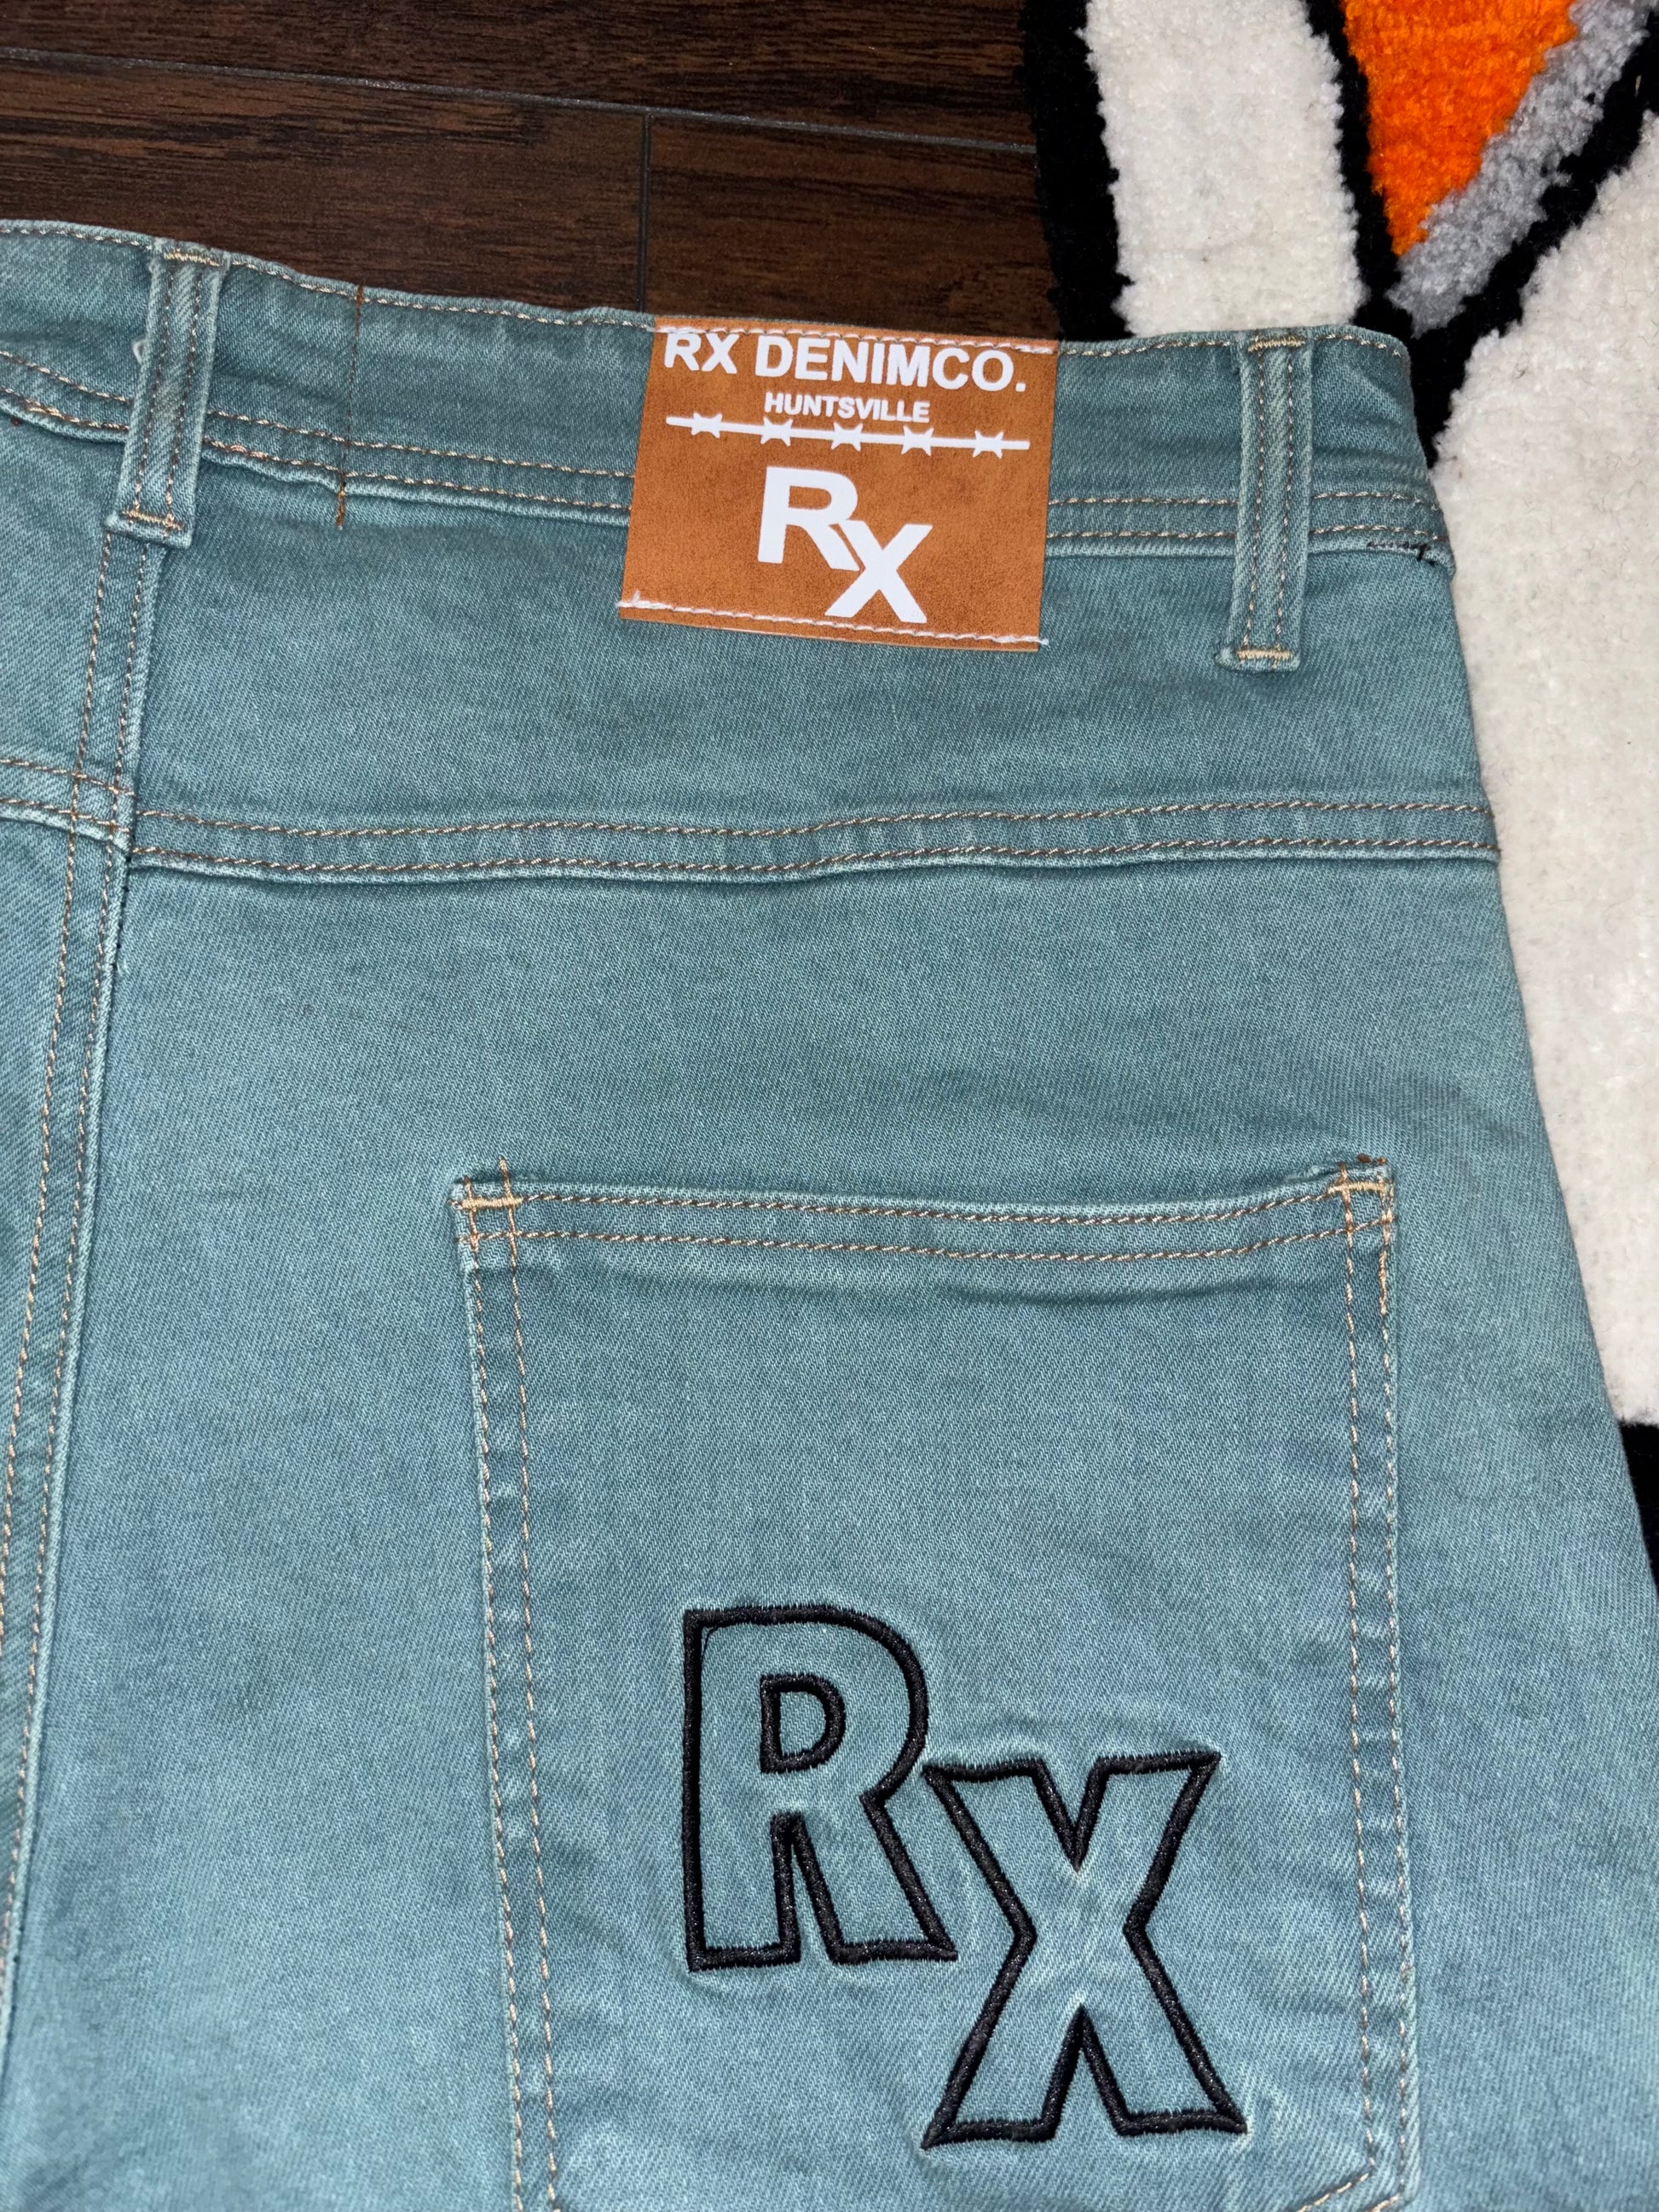 RX DENIMCO.
HUNTSVILLE
RX
RX